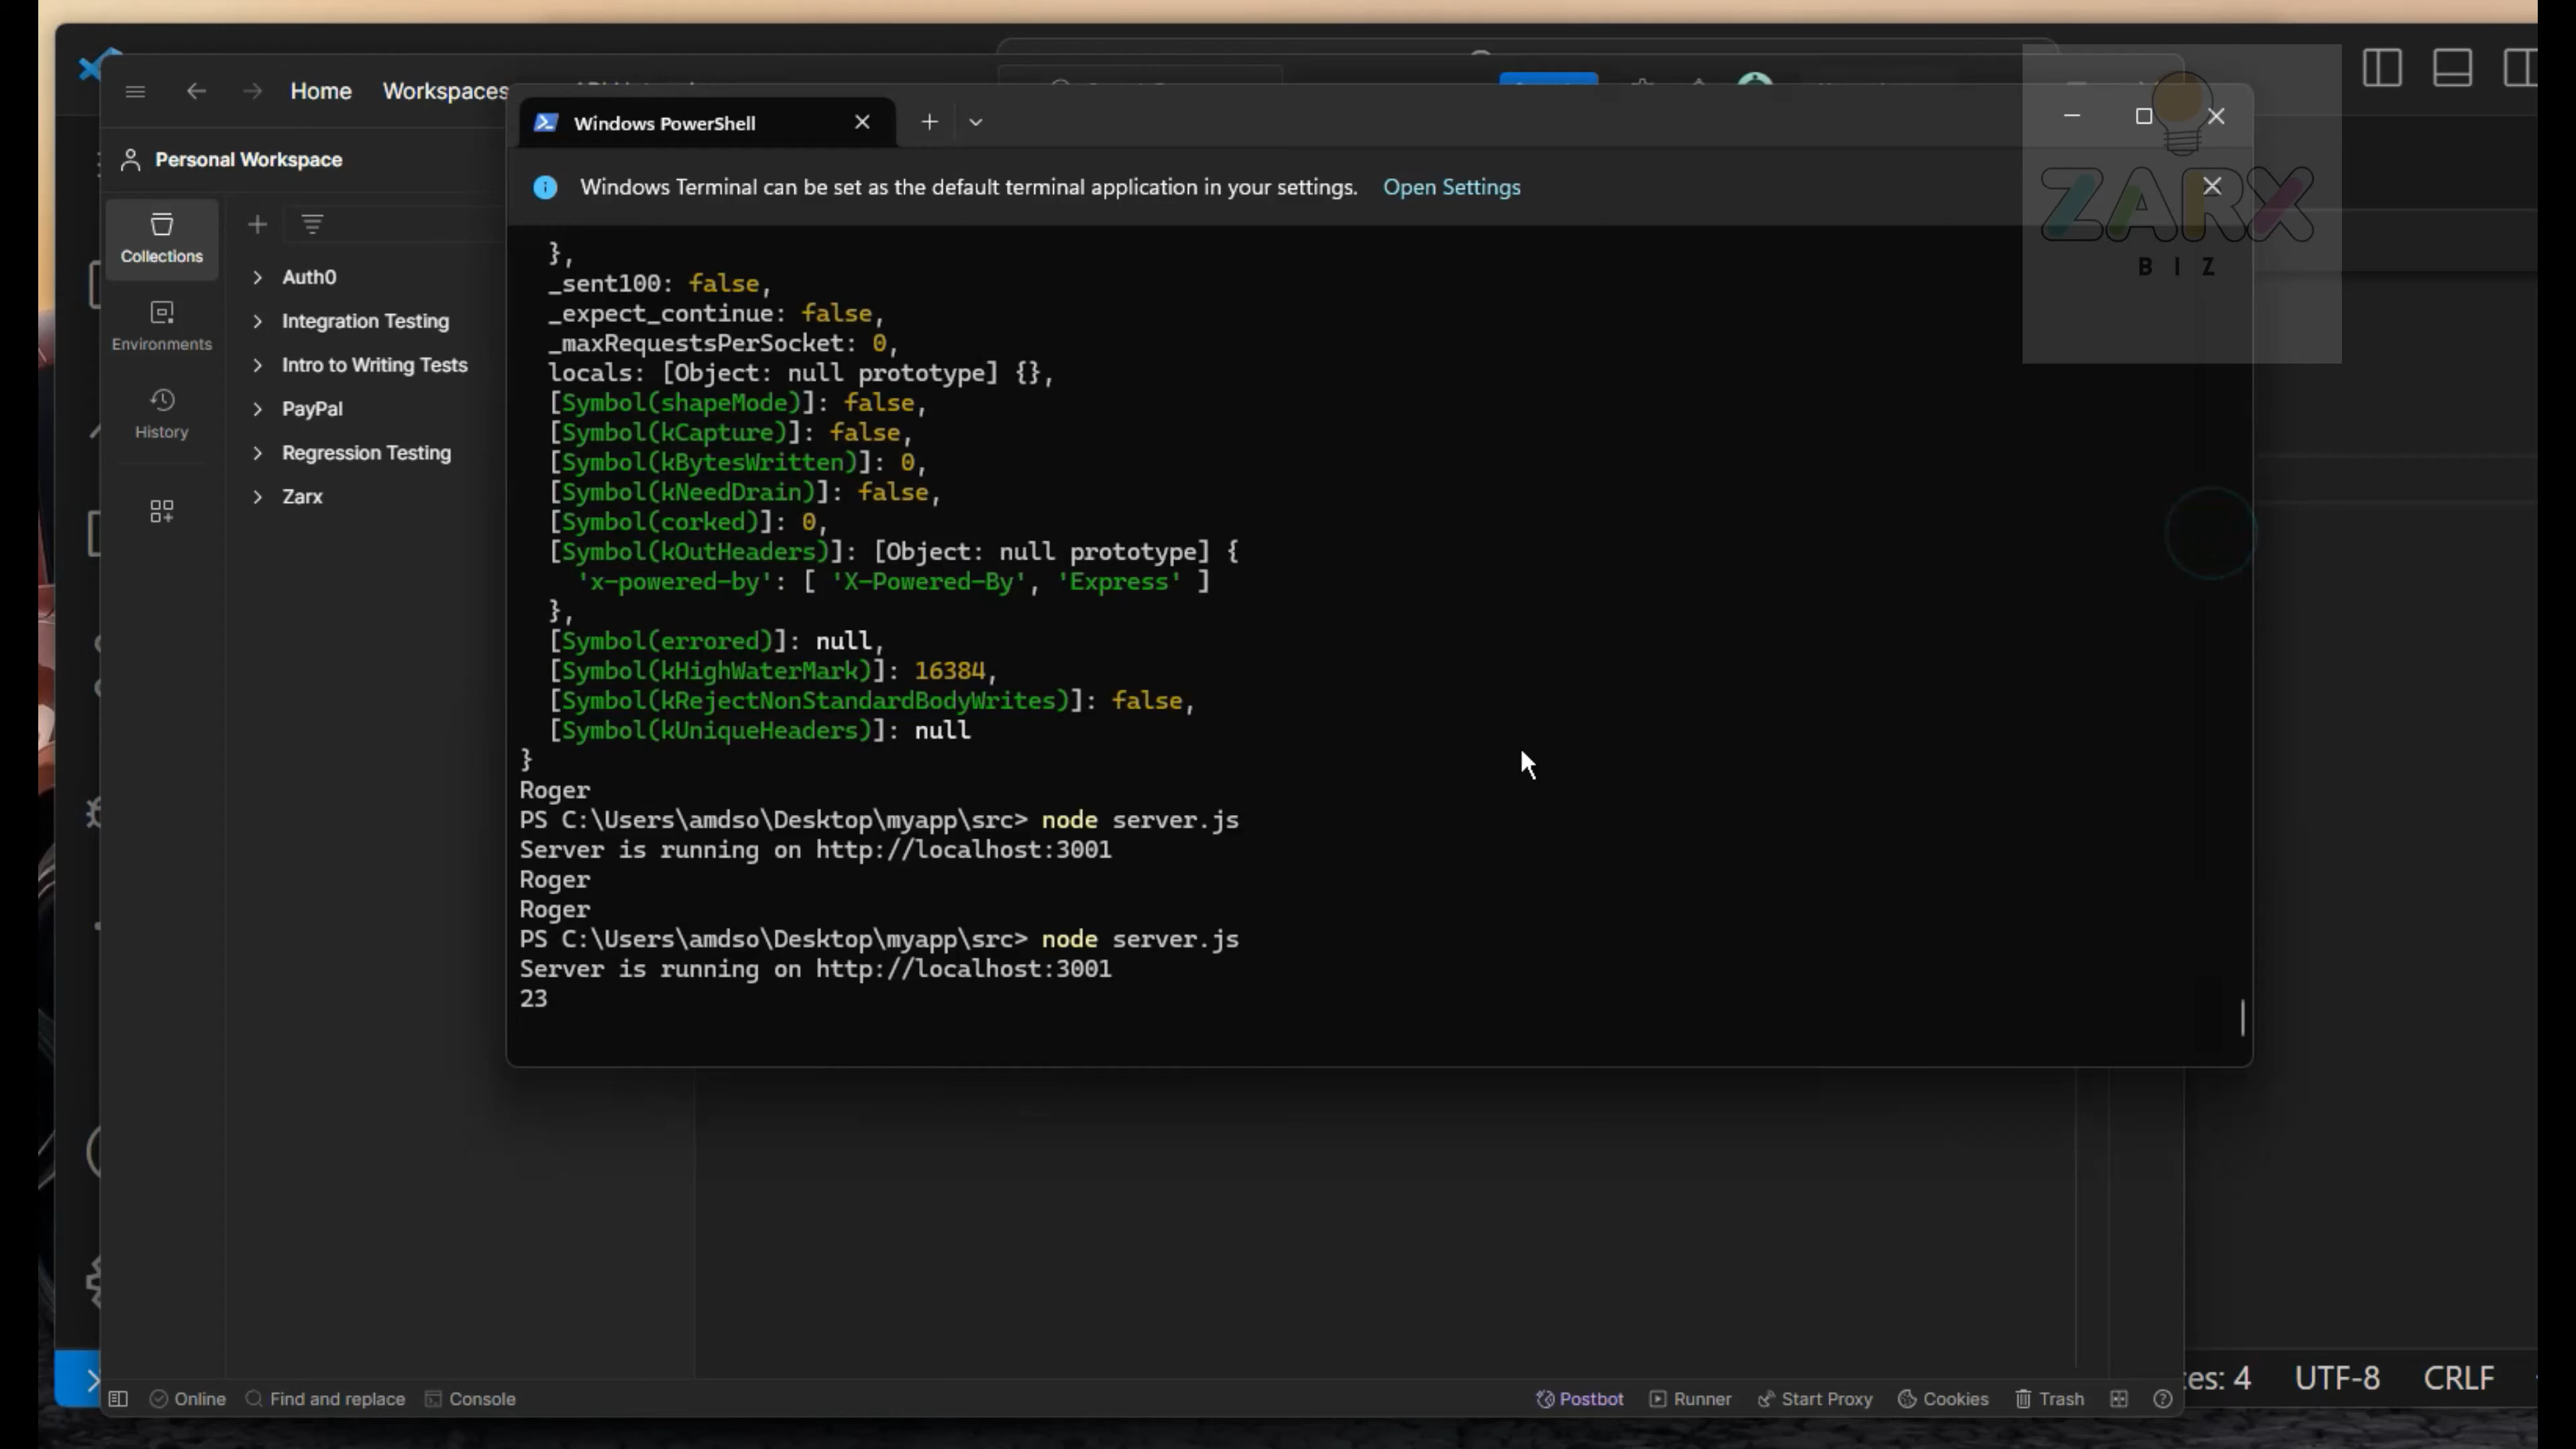 Home Workspaces
Windows PowerShell
ZARX
BIZ
Personal Workspace
Windows Terminal can be set as the default terminal application in your settings. Open Settings
Collections
Environments
History
Auth0
Integration Testing
Intro to Writing Tests
PayPal
Regression Testing
Zarx
},
_sent100: false,
_expect_continue: false,
_maxRequestsPerSocket: 0,
locals: [Object: null prototype] {},
[Symbol(shapeMode)]: false,
[Symbol(kCapture)]: false,
[Symbol(kBytesWritten)]: 0,
[Symbol(kNeedDrain)]: false,
[Symbol(corked)]: 0,
[Symbol(kOutHeaders)]: [Object: null prototype] {
'x-powered-by': [ 'X-Powered-By', 'Express' ]
},
[Symbol(errored)]: null,
[Symbol(kHighWaterMark)]: 16384,
[Symbol(kRejectNonStandardBodyWrites)]: false,
[Symbol(kUniqueHeaders)]: null
}
Roger
PS C:\Users\amdso\Desktop\myapp\src> node server.js
Server is running on http://localhost:3001
Roger
Roger
PS C:\Users\amdso\Desktop\myapp\src> node server.js
Server is running on http://localhost:3001
23
Online Find and replace Console Postbot Runner Start Proxy Cookies Trash
4 UTF-8 CRLF